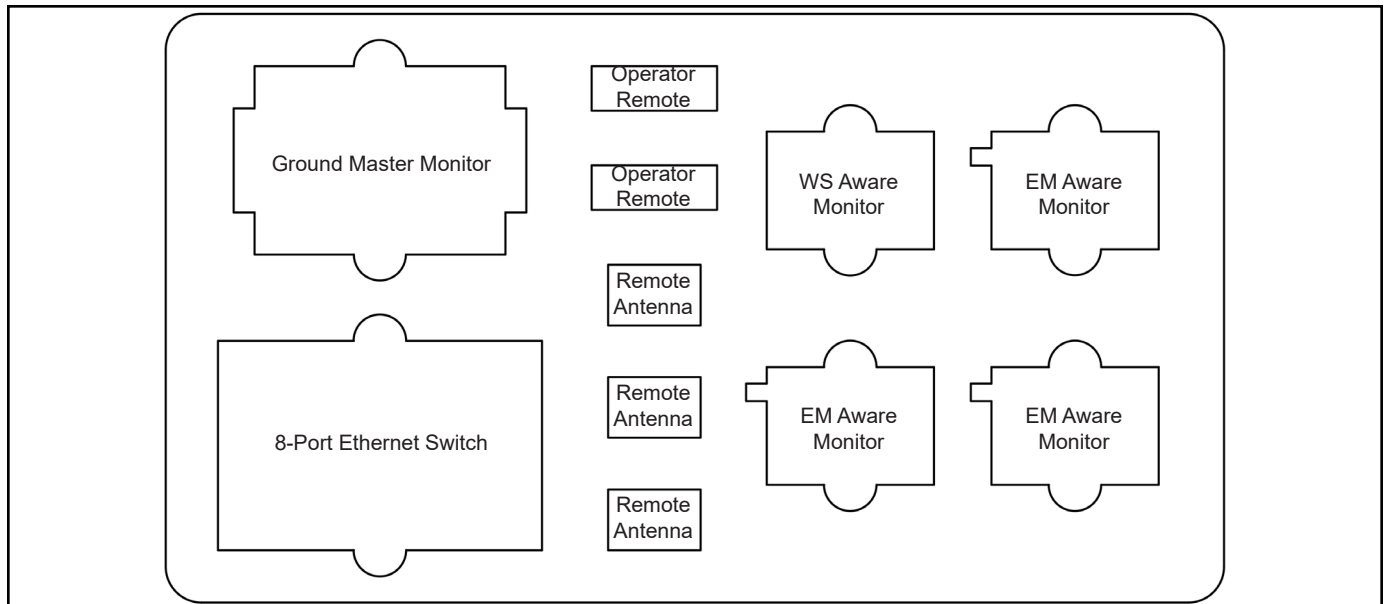 Ground Master Monitor
8-Port Ethernet Switch
Operator
Remote
Operator
Remote
Remote
Antenna
Remote
Antenna
Remote
Antenna
WS Aware
Monitor
EM Aware
Monitor
EM Aware
Monitor
EM Aware
Monitor